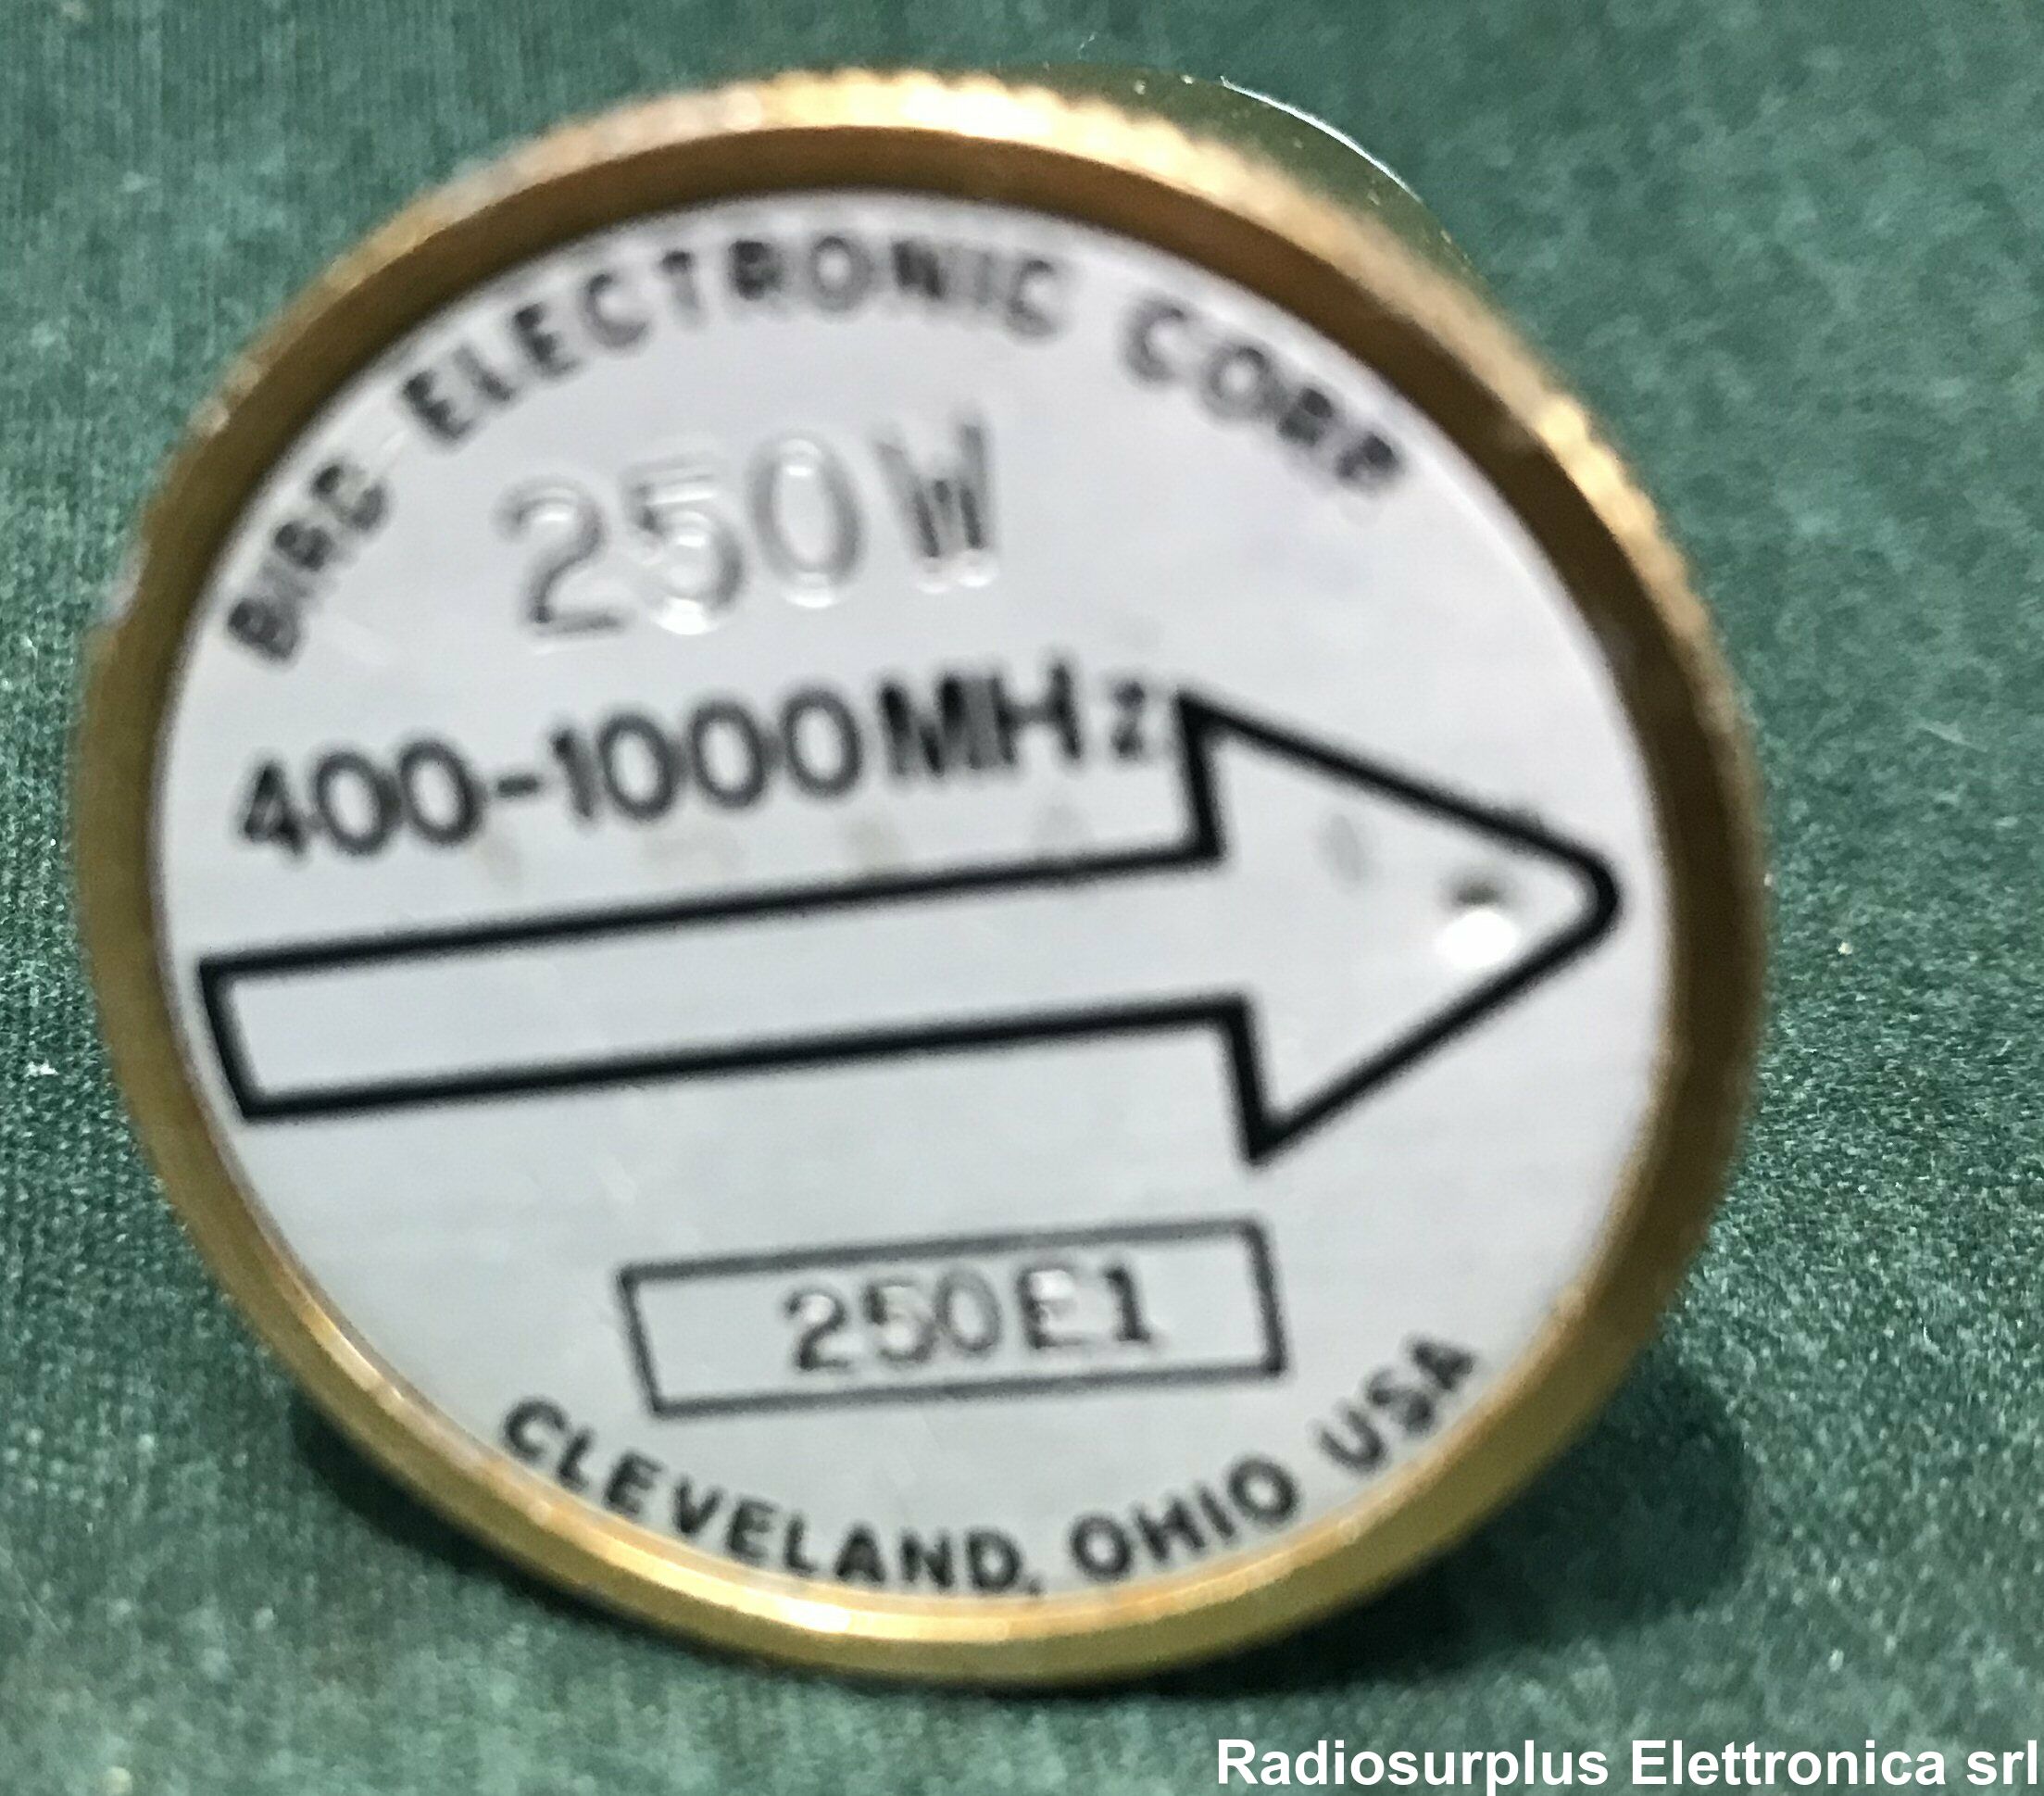 BIRD ELECTRONIC CORP
250W
400-1000MHz
250E1
CLEVELAND, OHIO USA
Radiosurplus Elettronica srl